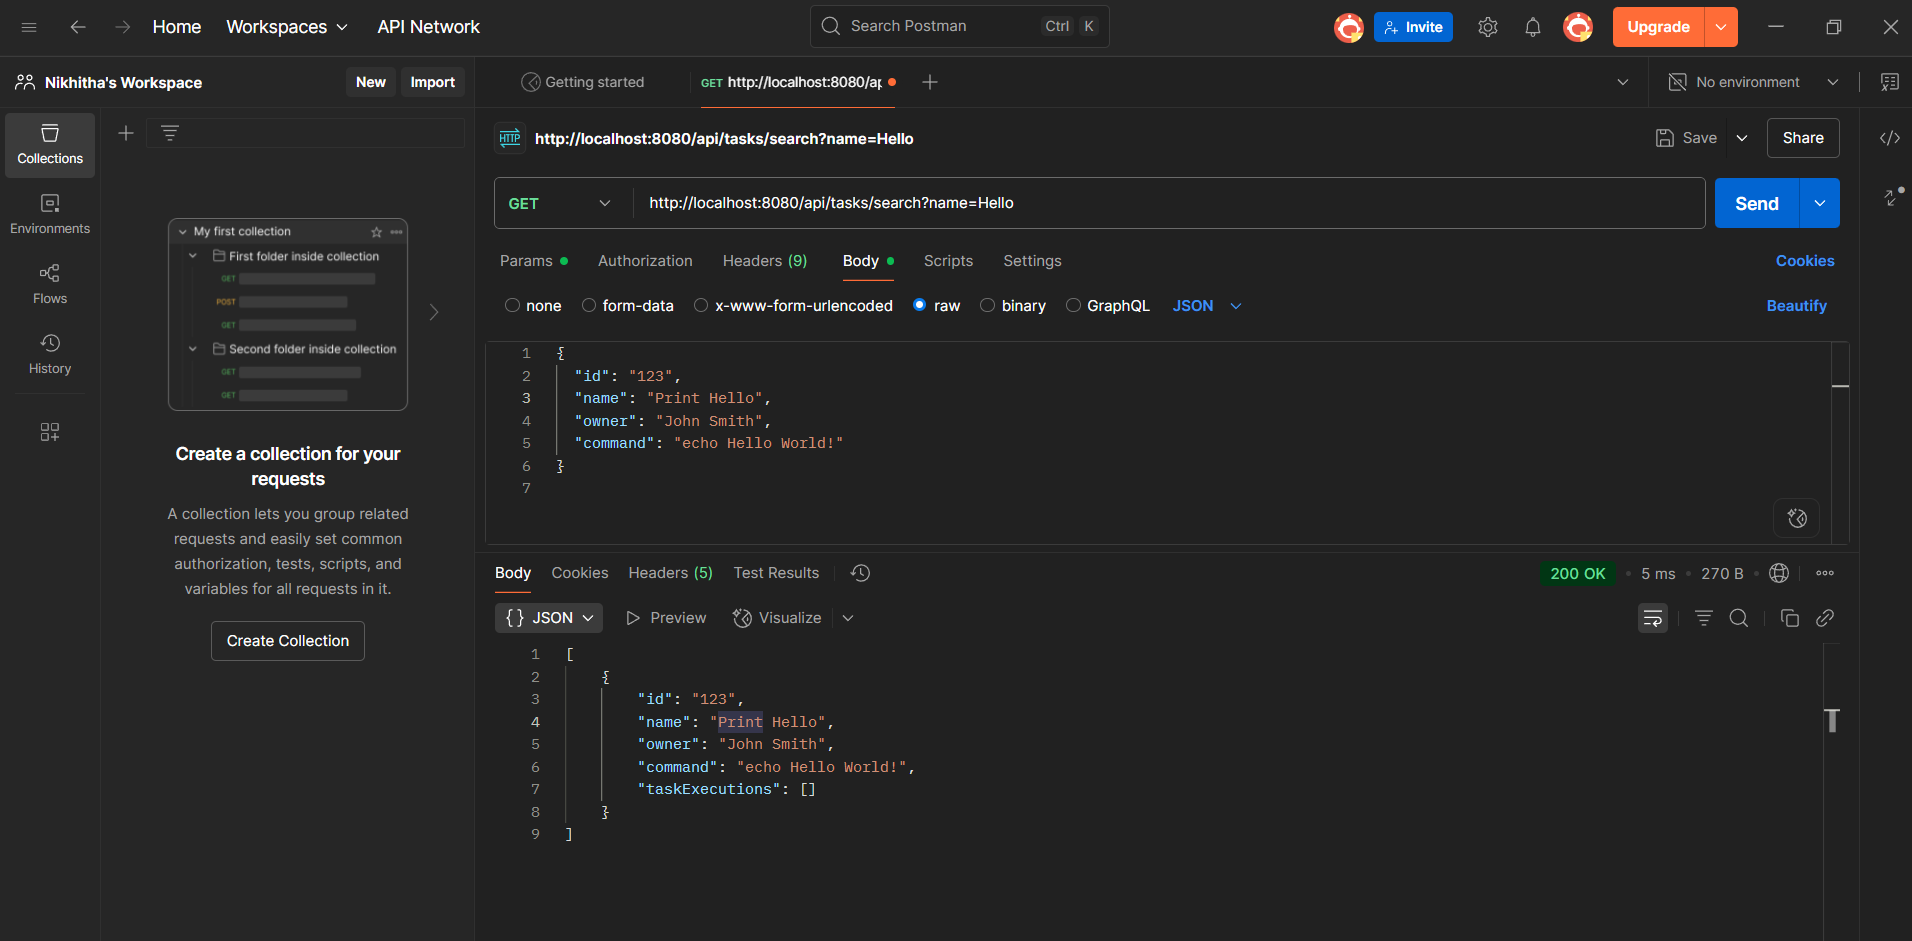 Home Workspaces API Network Search Postman Ctrl K Invite Upgrade
Nikhitha's Workspace New Import Getting started GET http://localhost:8080/ap No environment
Collections
Environments
Flows
History
My first collection
First folder inside collection
GET
POST
GET
Second folder inside collection
GET
GET
Create a collection for your
requests
A collection lets you group related
requests and easily set common
authorization, tests, scripts, and
variables for all requests in it.
Create Collection
HTTP http://localhost:8080/api/tasks/search?name=Hello Save Share
GET http://localhost:8080/api/tasks/search?name=Hello Send
Params Authorization Headers (9) Body Scripts Settings Cookies
none form-data x-www-form-urlencoded raw binary GraphQL JSON Beautify
1 {
2 "id": "123",
3 "name": "Print Hello",
4 "owner": "John Smith",
5 "command": "echo Hello World!"
6 }
7
Body Cookies Headers (5) Test Results 200 OK • 5 ms • 270 B •
{} JSON Preview Visualize
1 [
2 {
3 "id": "123",
4 "name": "Print Hello",
5 "owner": "John Smith",
6 "command": "echo Hello World!",
7 "taskExecutions": []
8 }
9 ]